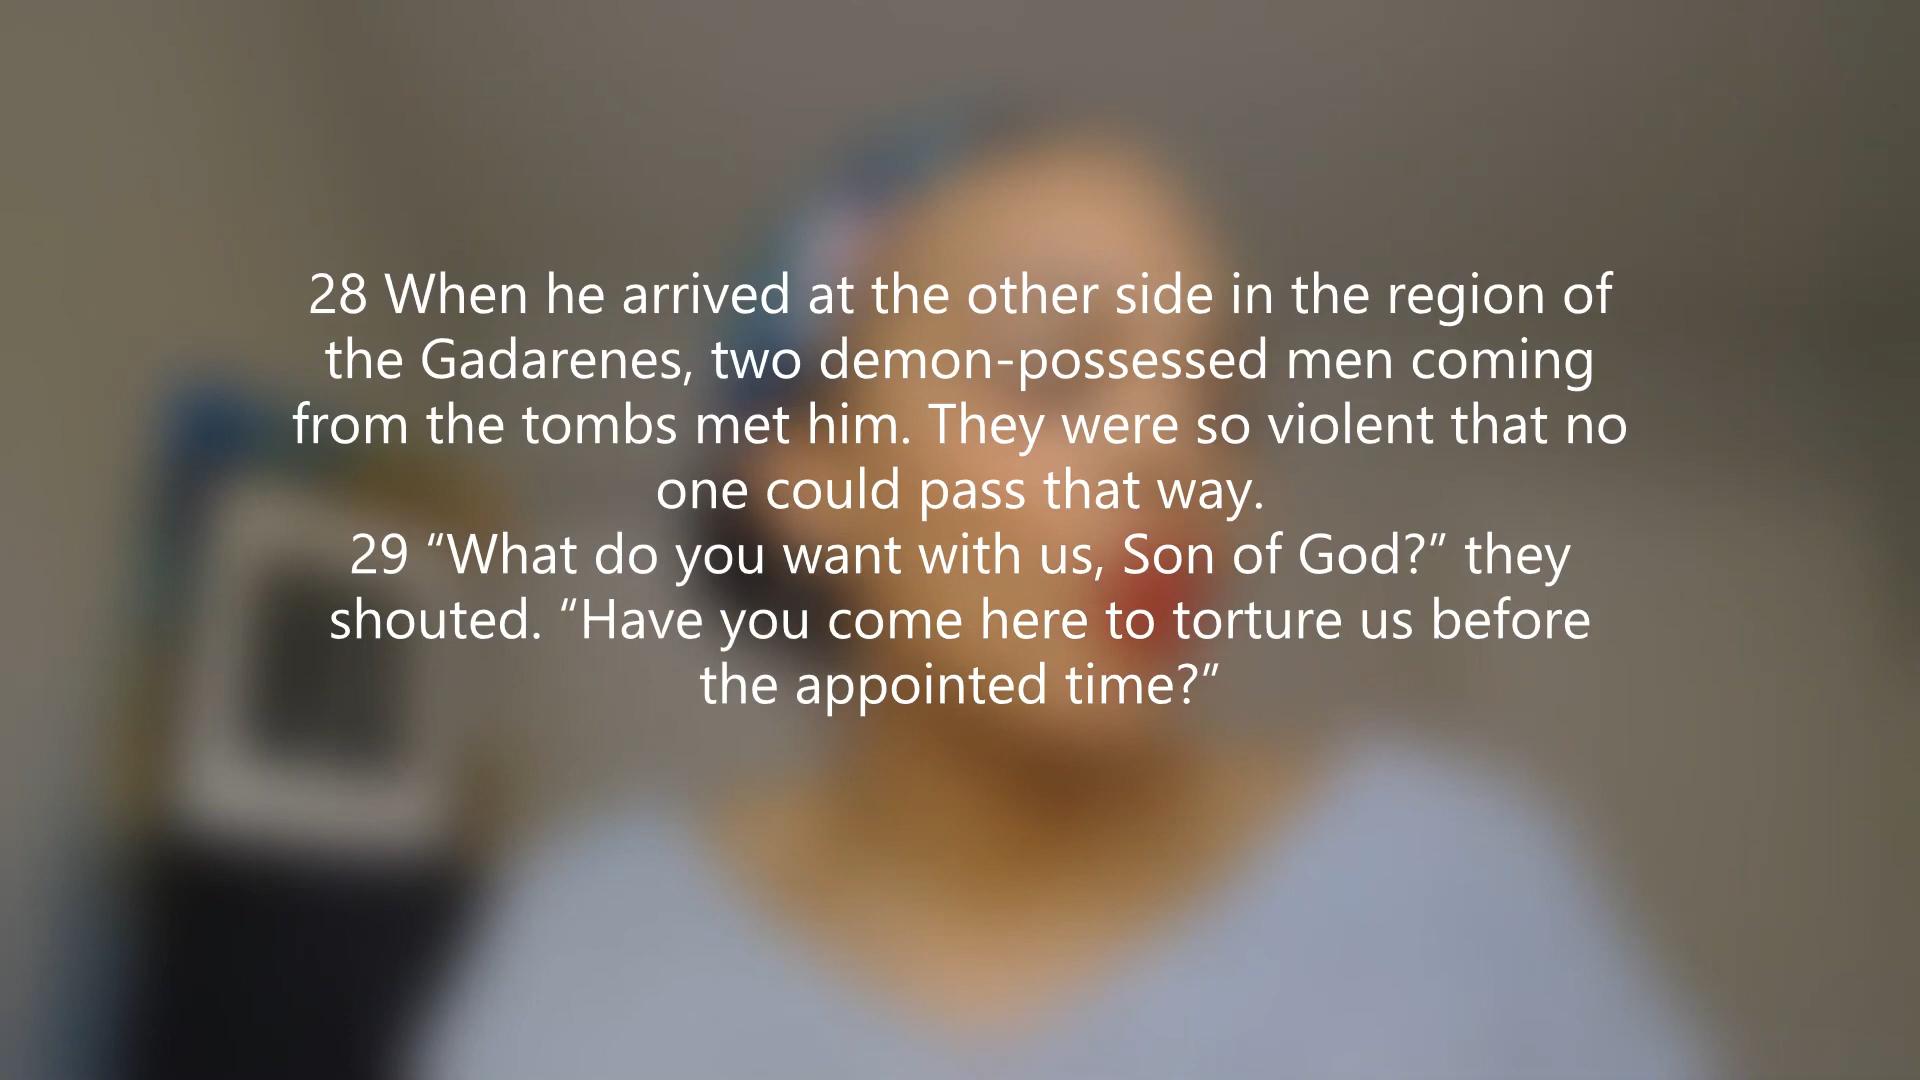 28 When he arrived at the other side in the region of
the Gadarenes, two demon-possessed men coming
from the tombs met him. They were so violent that no
one could pass that way.
29 “What do you want with us, Son of God?” they
shouted. “Have you come here to torture us before
the appointed time?”